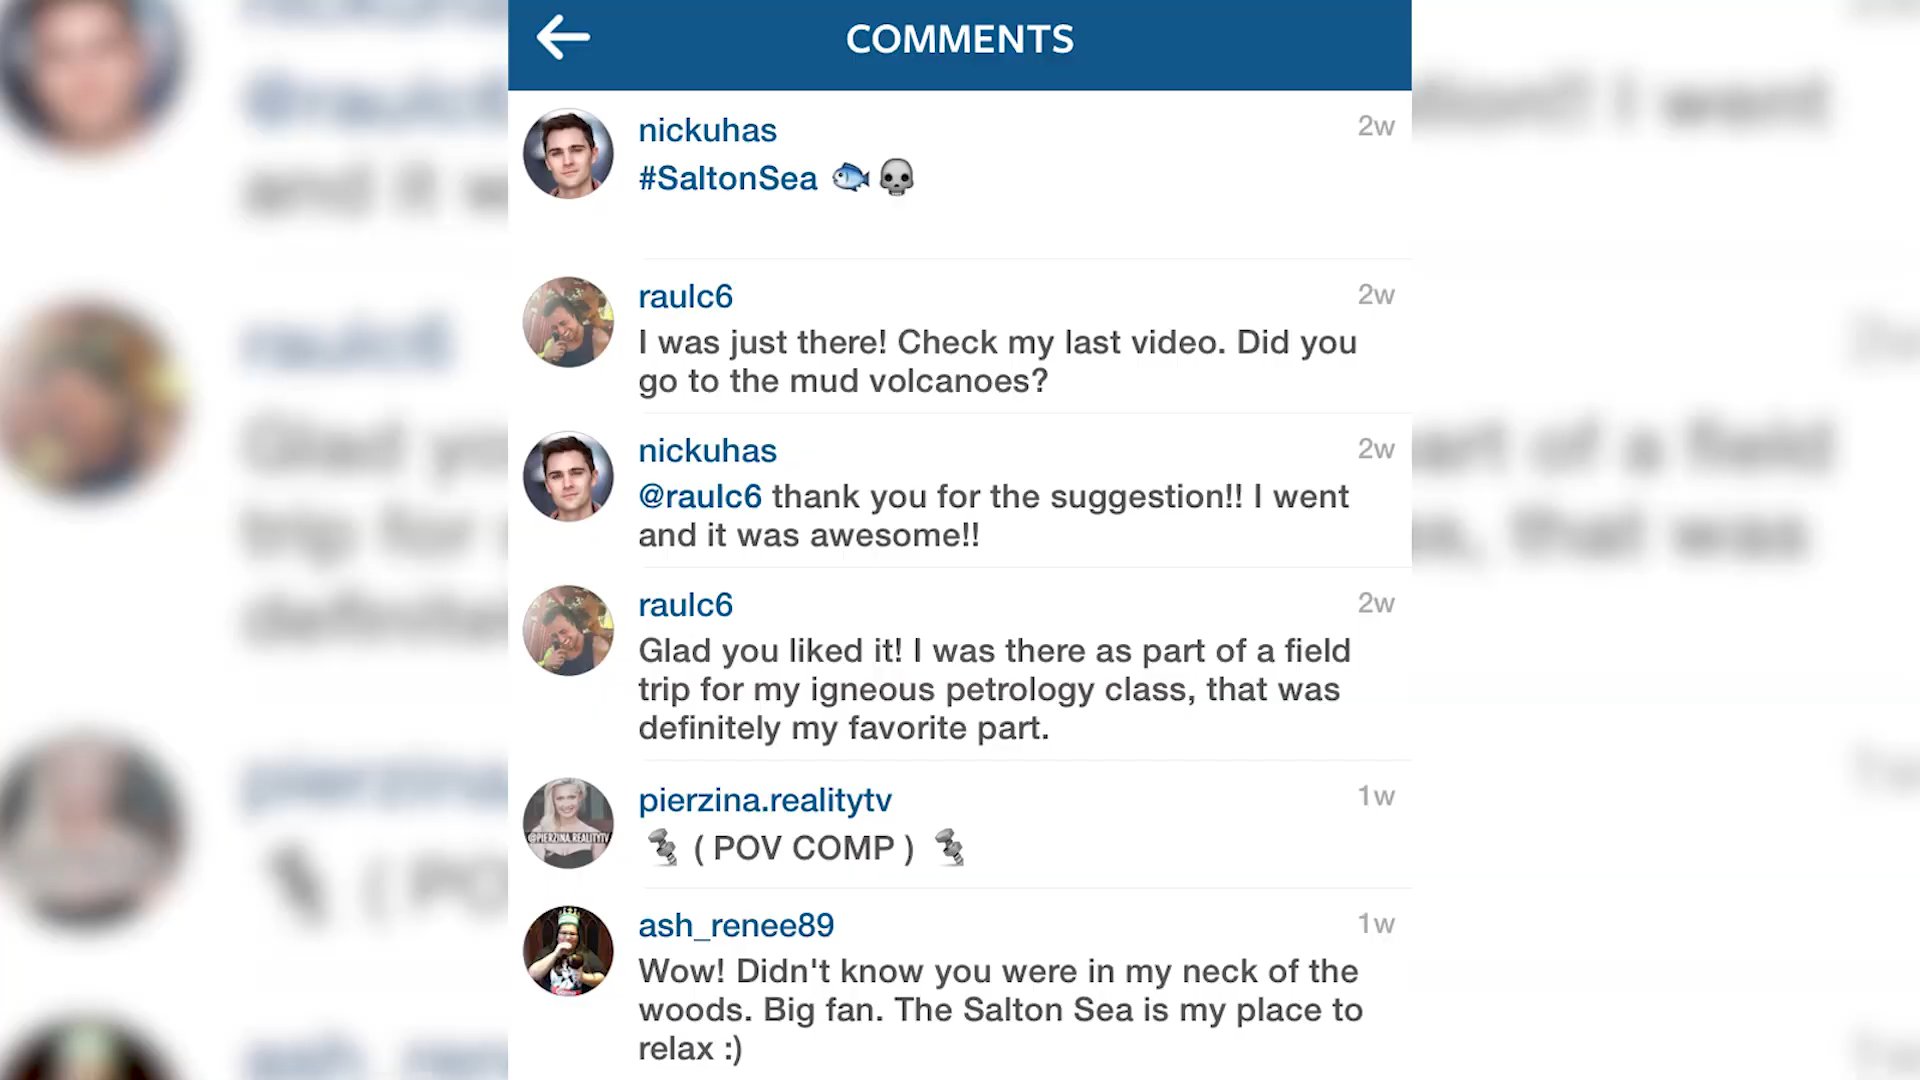 COMMENTS
nickuhas 2w
#SaltonSea 🐟💀
raulc6 2w
I was just there! Check my last video. Did you
go to the mud volcanoes?
nickuhas 2w
@raulc6 thank you for the suggestion!! I went
and it was awesome!!
raulc6 2w
Glad you liked it! I was there as part of a field
trip for my igneous petrology class, that was
definitely my favorite part.
pierzina.realitytv 1w
🔩 ( POV COMP ) 🔩
@PIERZINA.REALITYTV
ash_renee89 1w
Wow! Didn't know you were in my neck of the
woods. Big fan. The Salton Sea is my place to
relax :)